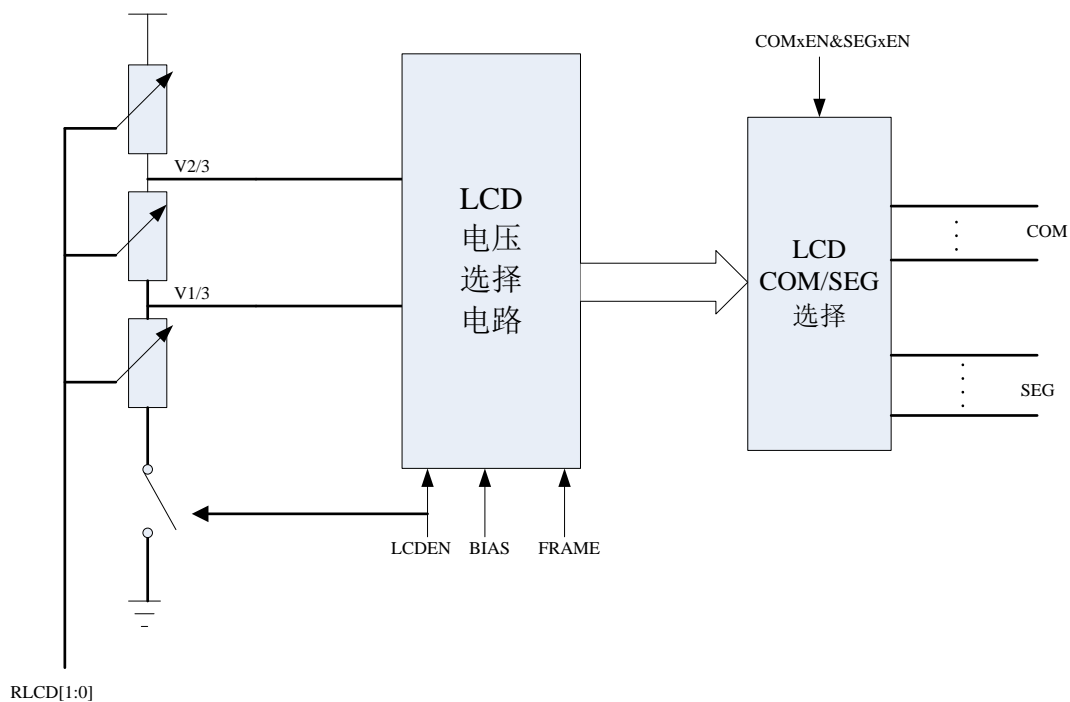 COMxEN&SEGxEN
V2/3
LCD
电压
选择
电路
LCD
COM/SEG
选择
COM
V1/3
SEG
LCDEN
BIAS
FRAME
RLCD[1:0]